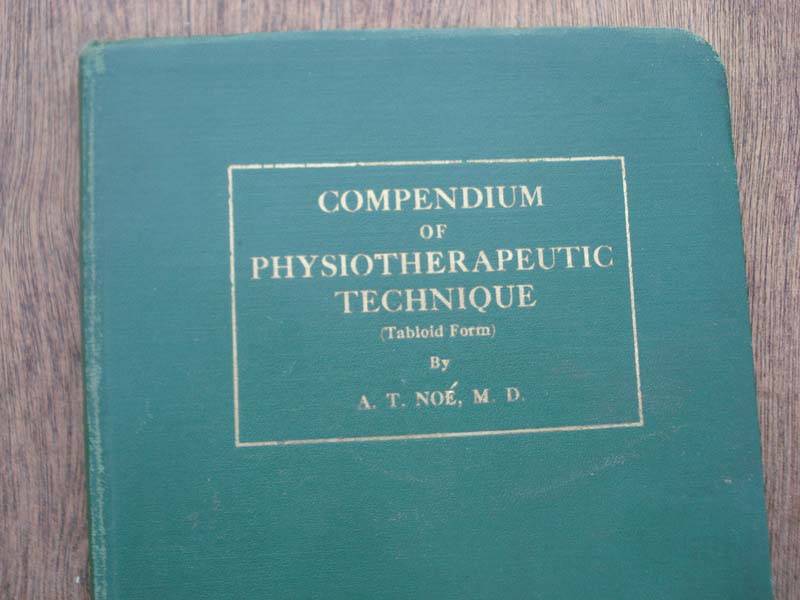 COMPENDIUM
OF
PHYSIOTHERAPEUTIC
TECHNIQUE
(Tabloid Form)
By
A. T. NOÉ, M. D.